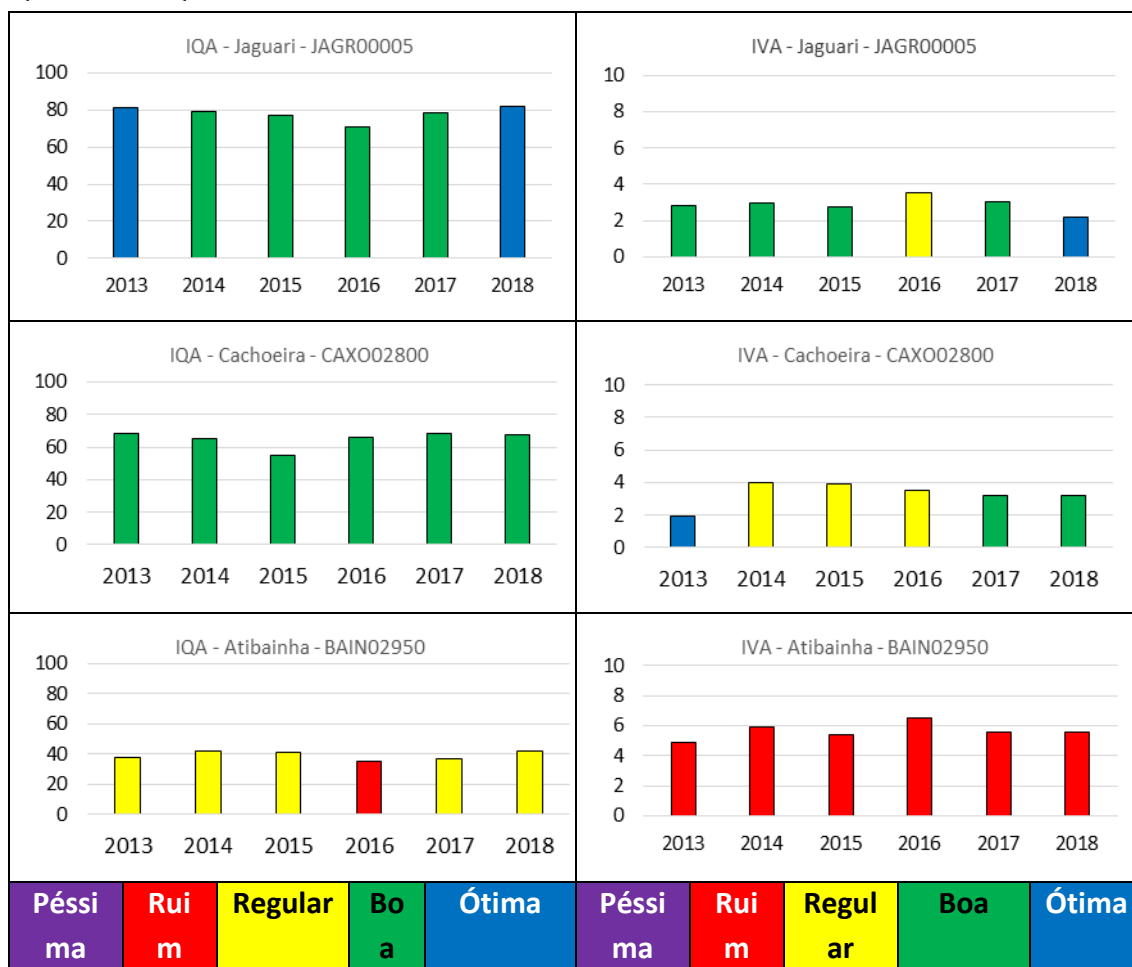 IQA - Jaguari - JAGR00005
100
80
60
40
20
0
2013 2014 2015 2016 2017 2018
IVA - Jaguari - JAGR00005
10
8
6
4
2
0
2013 2014 2015 2016 2017 2018
IQA - Cachoeira - CAXO02800
100
80
60
40
20
0
2013 2014 2015 2016 2017 2018
IVA - Cachoeira - CAXO02800
10
8
6
4
2
0
2013 2014 2015 2016 2017 2018
IQA - Atibainha - BAIN02950
100
80
60
40
20
0
2013 2014 2015 2016 2017 2018
IVA - Atibainha - BAIN02950
10
8
6
4
2
0
2013 2014 2015 2016 2017 2018
Péssi
ma
Rui
m
Regular
Bo
a
Ótima
Péssi
ma
Rui
m
Regul
ar
Boa
Ótima